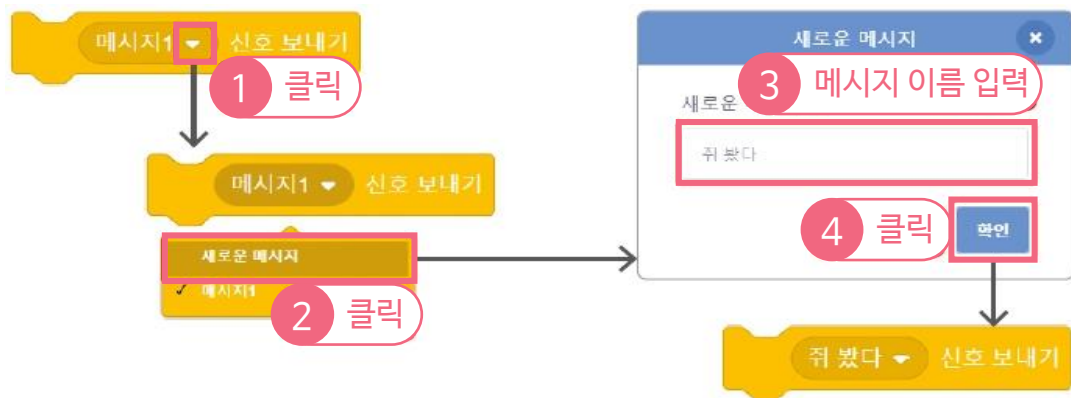 메시지1 신호 보내기
1 클릭
메시지1 신호 보내기
새로운 메시지
✓ 메시지1
2 클릭
새로운 메시지
3 메시지 이름 입력
새로운
쥐 봤다
4 클릭
확인
쥐 봤다 신호 보내기